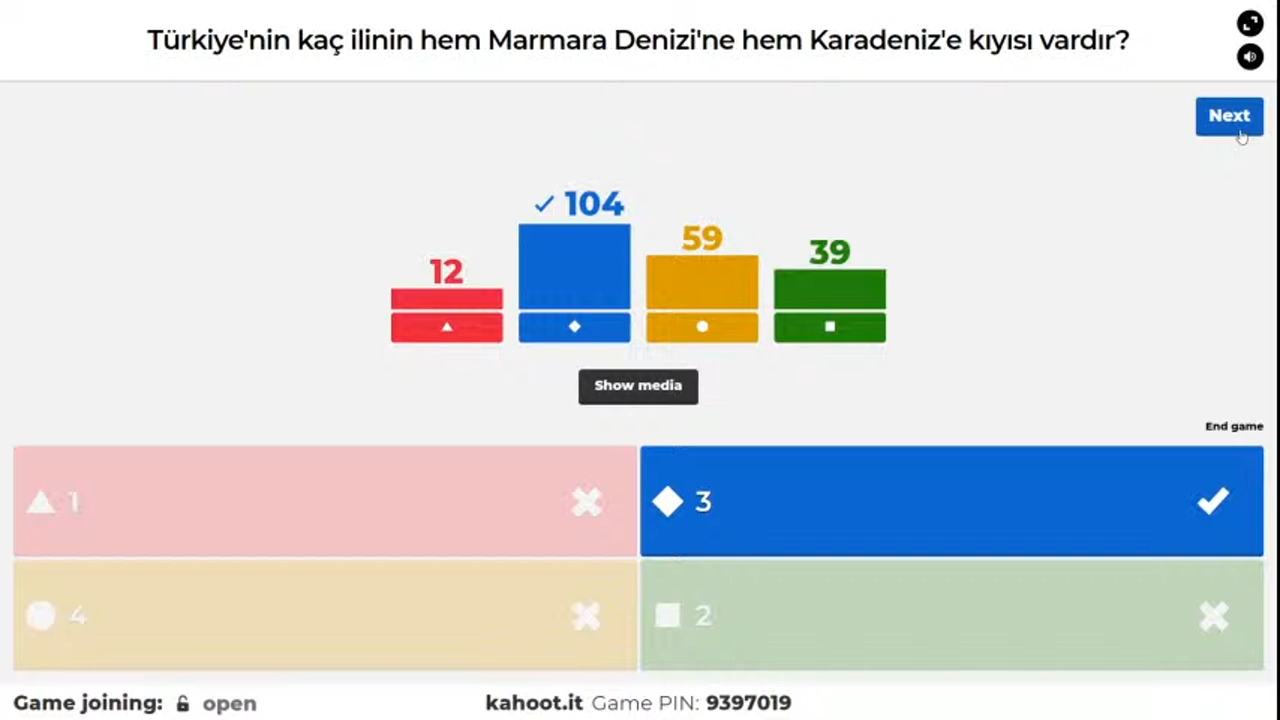 Türkiye'nin kaç ilinin hem Marmara Denizi'ne hem Karadeniz'e kıyısı vardır?
Next
104
59
39
12
Show media
End game
1
3
4
2
Game joining: open
kahoot.it Game PIN: 9397019